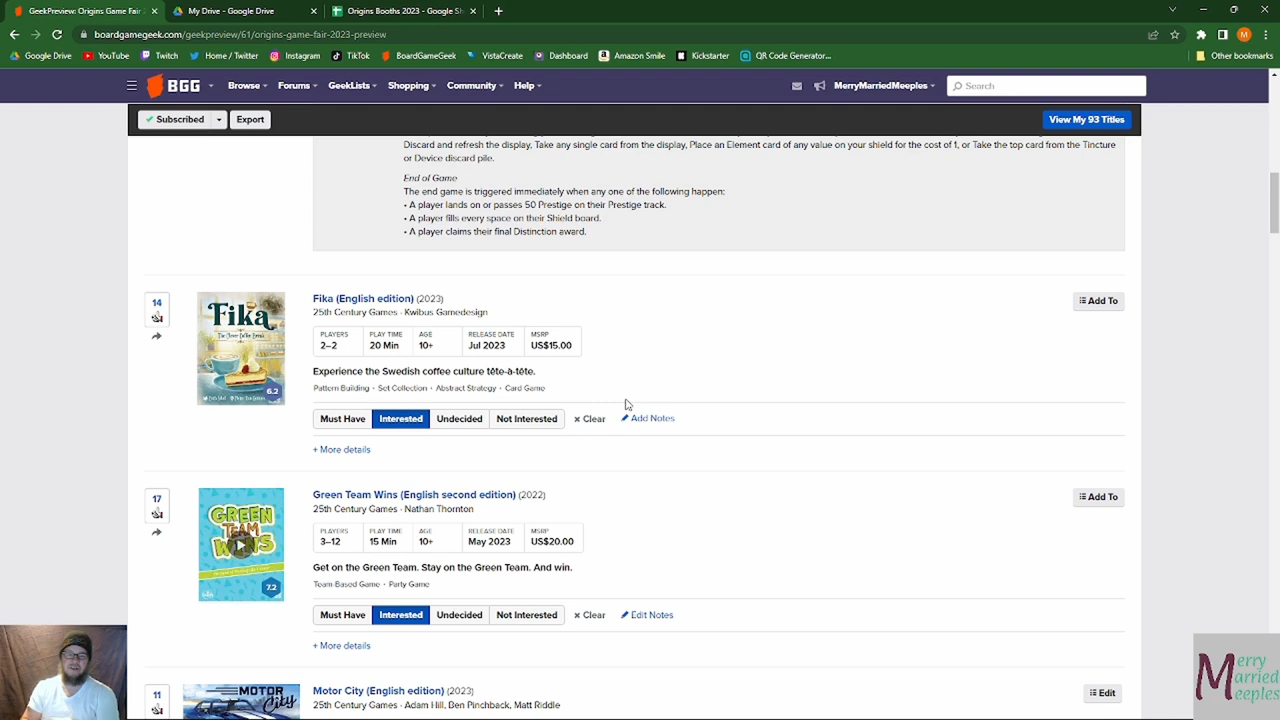 GeekPreview: Origins Game Fair
My Drive - Google Drive
Origins Booths 2023 - Google Sh
boardgamegeek.com/geekpreview/61/origins-game-fair-2023-preview
M
Google Drive YouTube Twitch Home / Twitter Instagram TikTok BoardGameGeek VistaCreate Dashboard Amazon Smile Kickstarter QR Code Generator... Other bookmarks
BGG Browse Forums GeekLists Shopping Community Help MerryMarriedMeeples Search
Subscribed Export View My 93 Titles
Discard and refresh the display, Take any single card from the display, Place an Element card of any value on your shield for the cost of 1, or Take the top card from the Tincture
or Device discard pile.
End of Game
The end game is triggered immediately when any one of the following happen:
• A player lands on or passes 50 Prestige on their Prestige track.
• A player fills every space on their Shield board.
• A player claims their final Distinction award.
14
Fika
6.2
Fika (English edition) (2023)
Add To
25th Century Games · Kwibus Gamedesign
PLAYERS PLAY TIME AGE RELEASE DATE MSRP
2–2 20 Min 10+ Jul 2023 US$15.00
Experience the Swedish coffee culture tête-à-tête.
Pattern Building · Set Collection · Abstract Strategy · Card Game
Must Have Interested Undecided Not Interested x Clear Add Notes
+ More details
17
GREEN
TEAM
WINS
7.2
Green Team Wins (English second edition) (2022)
Add To
25th Century Games · Nathan Thornton
PLAYERS PLAY TIME AGE RELEASE DATE MSRP
3–12 15 Min 10+ May 2023 US$20.00
Get on the Green Team. Stay on the Green Team. And win.
Team-Based Game · Party Game
Must Have Interested Undecided Not Interested x Clear Edit Notes
+ More details
11
MOTOR
City
Motor City (English edition) (2023)
Edit
25th Century Games · Adam Hill, Ben Pinchback, Matt Riddle
Merry
Married
Meeples